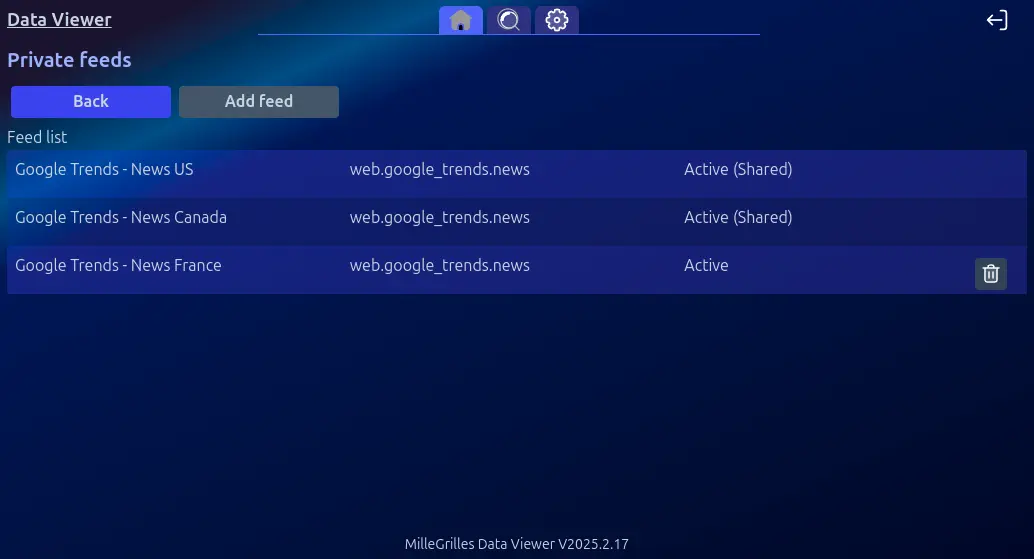 Data Viewer
Private feeds
Back Add feed
Feed list
Google Trends - News US web.google_trends.news Active (Shared)
Google Trends - News Canada web.google_trends.news Active (Shared)
Google Trends - News France web.google_trends.news Active
MilleGrilles Data Viewer V2025.2.17